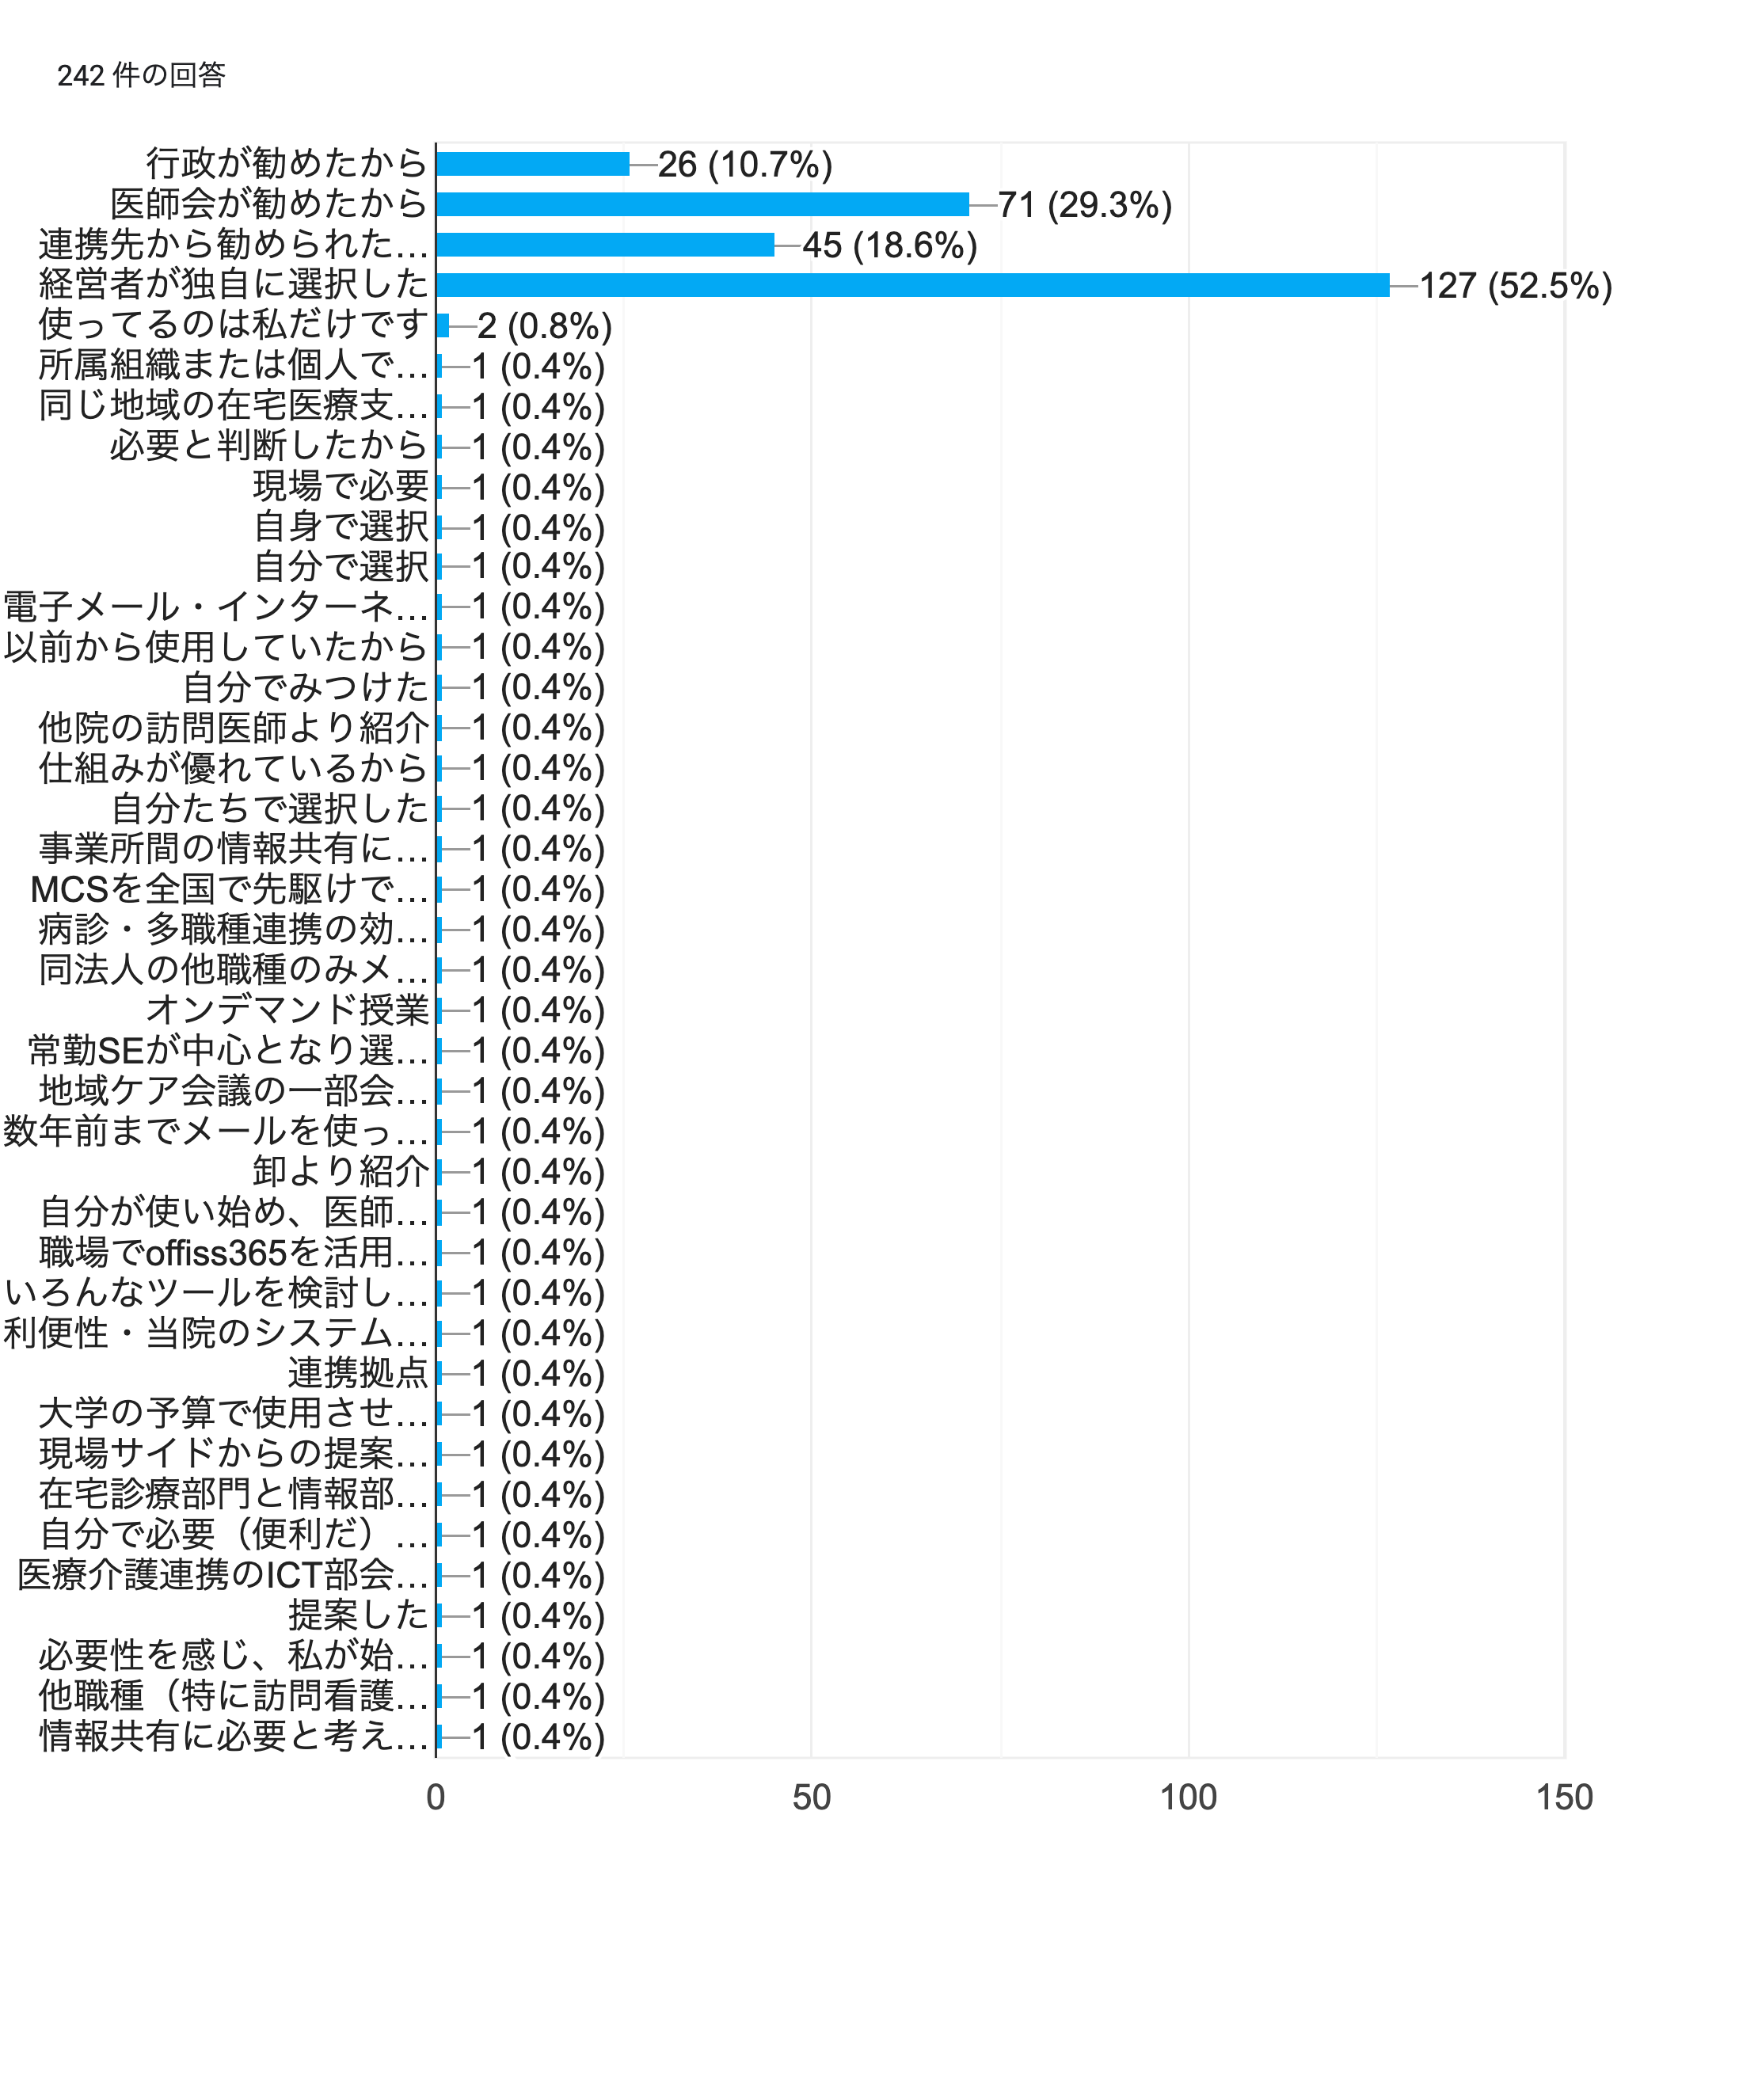 242 件の回答
行政が勧めたから 26 (10.7%)
医師会が勧めたから 71 (29.3%)
連携先から勧められた… 45 (18.6%)
経営者が独自に選択した 127 (52.5%)
使ってるのは私だけです 2 (0.8%)
所属組織または個人で… 1 (0.4%)
同じ地域の在宅医療支… 1 (0.4%)
必要と判断したから 1 (0.4%)
現場で必要 1 (0.4%)
自身で選択 1 (0.4%)
自分で選択 1 (0.4%)
電子メール・インターネ… 1 (0.4%)
以前から使用していたから 1 (0.4%)
自分でみつけた 1 (0.4%)
他院の訪問医師より紹介 1 (0.4%)
仕組みが優れているから 1 (0.4%)
自分たちで選択した 1 (0.4%)
事業所間の情報共有に… 1 (0.4%)
MCSを全国で先駆けで… 1 (0.4%)
病診・多職種連携の効… 1 (0.4%)
同法人の他職種のみメ… 1 (0.4%)
オンデマンド授業 1 (0.4%)
常勤SEが中心となり選… 1 (0.4%)
地域ケア会議の一部会… 1 (0.4%)
数年前までメールを使っ… 1 (0.4%)
卸より紹介 1 (0.4%)
自分が使い始め、医師… 1 (0.4%)
職場でoffiss365を活用… 1 (0.4%)
いろんなツールを検討し… 1 (0.4%)
利便性・当院のシステム… 1 (0.4%)
連携拠点 1 (0.4%)
大学の予算で使用させ… 1 (0.4%)
現場サイドからの提案… 1 (0.4%)
在宅診療部門と情報部… 1 (0.4%)
自分で必要（便利だ）… 1 (0.4%)
医療介護連携のICT部会… 1 (0.4%)
提案した 1 (0.4%)
必要性を感じ、私が始… 1 (0.4%)
他職種（特に訪問看護… 1 (0.4%)
情報共有に必要と考え… 1 (0.4%)
0 50 100 150